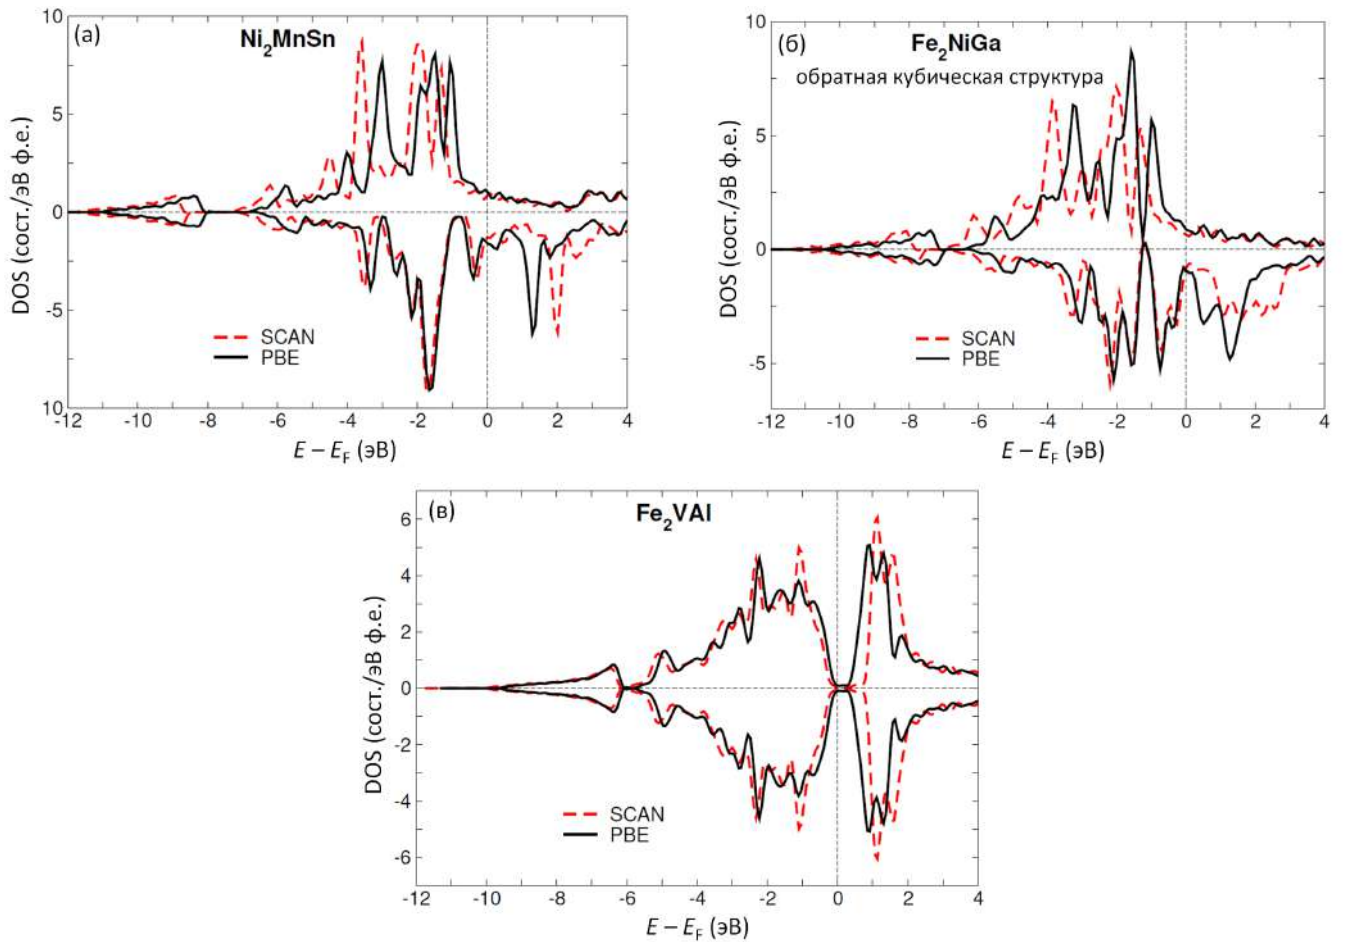 (а)
Ni2MnSn
10
5
0
-5
10
DOS (сост./эВ ф.е.)
SCAN
PBE
-12 -10 -8 -6 -4 -2 0 2 4
E – EF (эВ)
(б)
Fe2NiGa
обратная кубическая структура
10
5
0
-5
DOS (сост./эВ ф.е.)
SCAN
PBE
-12 -10 -8 -6 -4 -2 0 2 4
E – EF (эВ)
(в)
Fe2VAl
6
4
2
0
-2
-4
-6
DOS (сост./эВ ф.е.)
SCAN
PBE
-12 -10 -8 -6 -4 -2 0 2 4
E – EF (эВ)